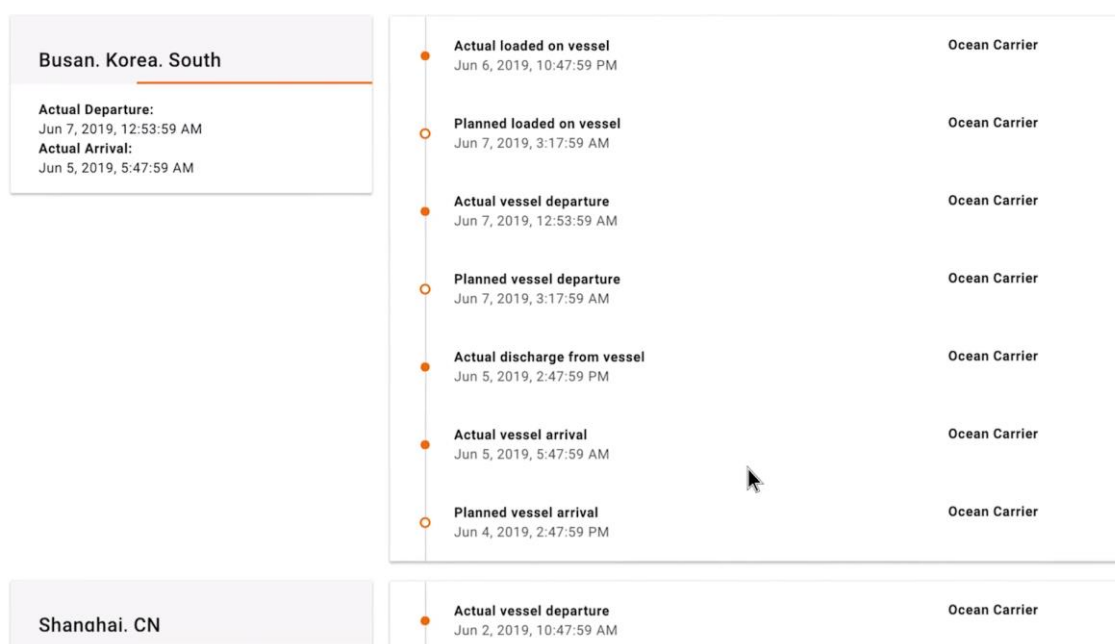 Busan, Korea, South
Actual Departure:
Jun 7, 2019, 12:53:59 AM
Actual Arrival:
Jun 5, 2019, 5:47:59 AM
Actual loaded on vessel
Jun 6, 2019, 10:47:59 PM
Ocean Carrier
Planned loaded on vessel
Jun 7, 2019, 3:17:59 AM
Ocean Carrier
Actual vessel departure
Jun 7, 2019, 12:53:59 AM
Ocean Carrier
Planned vessel departure
Jun 7, 2019, 3:17:59 AM
Ocean Carrier
Actual discharge from vessel
Jun 5, 2019, 2:47:59 PM
Ocean Carrier
Actual vessel arrival
Jun 5, 2019, 5:47:59 AM
Ocean Carrier
Planned vessel arrival
Jun 4, 2019, 2:47:59 PM
Ocean Carrier
Shanghai, CN
Actual vessel departure
Jun 2, 2019, 10:47:59 AM
Ocean Carrier